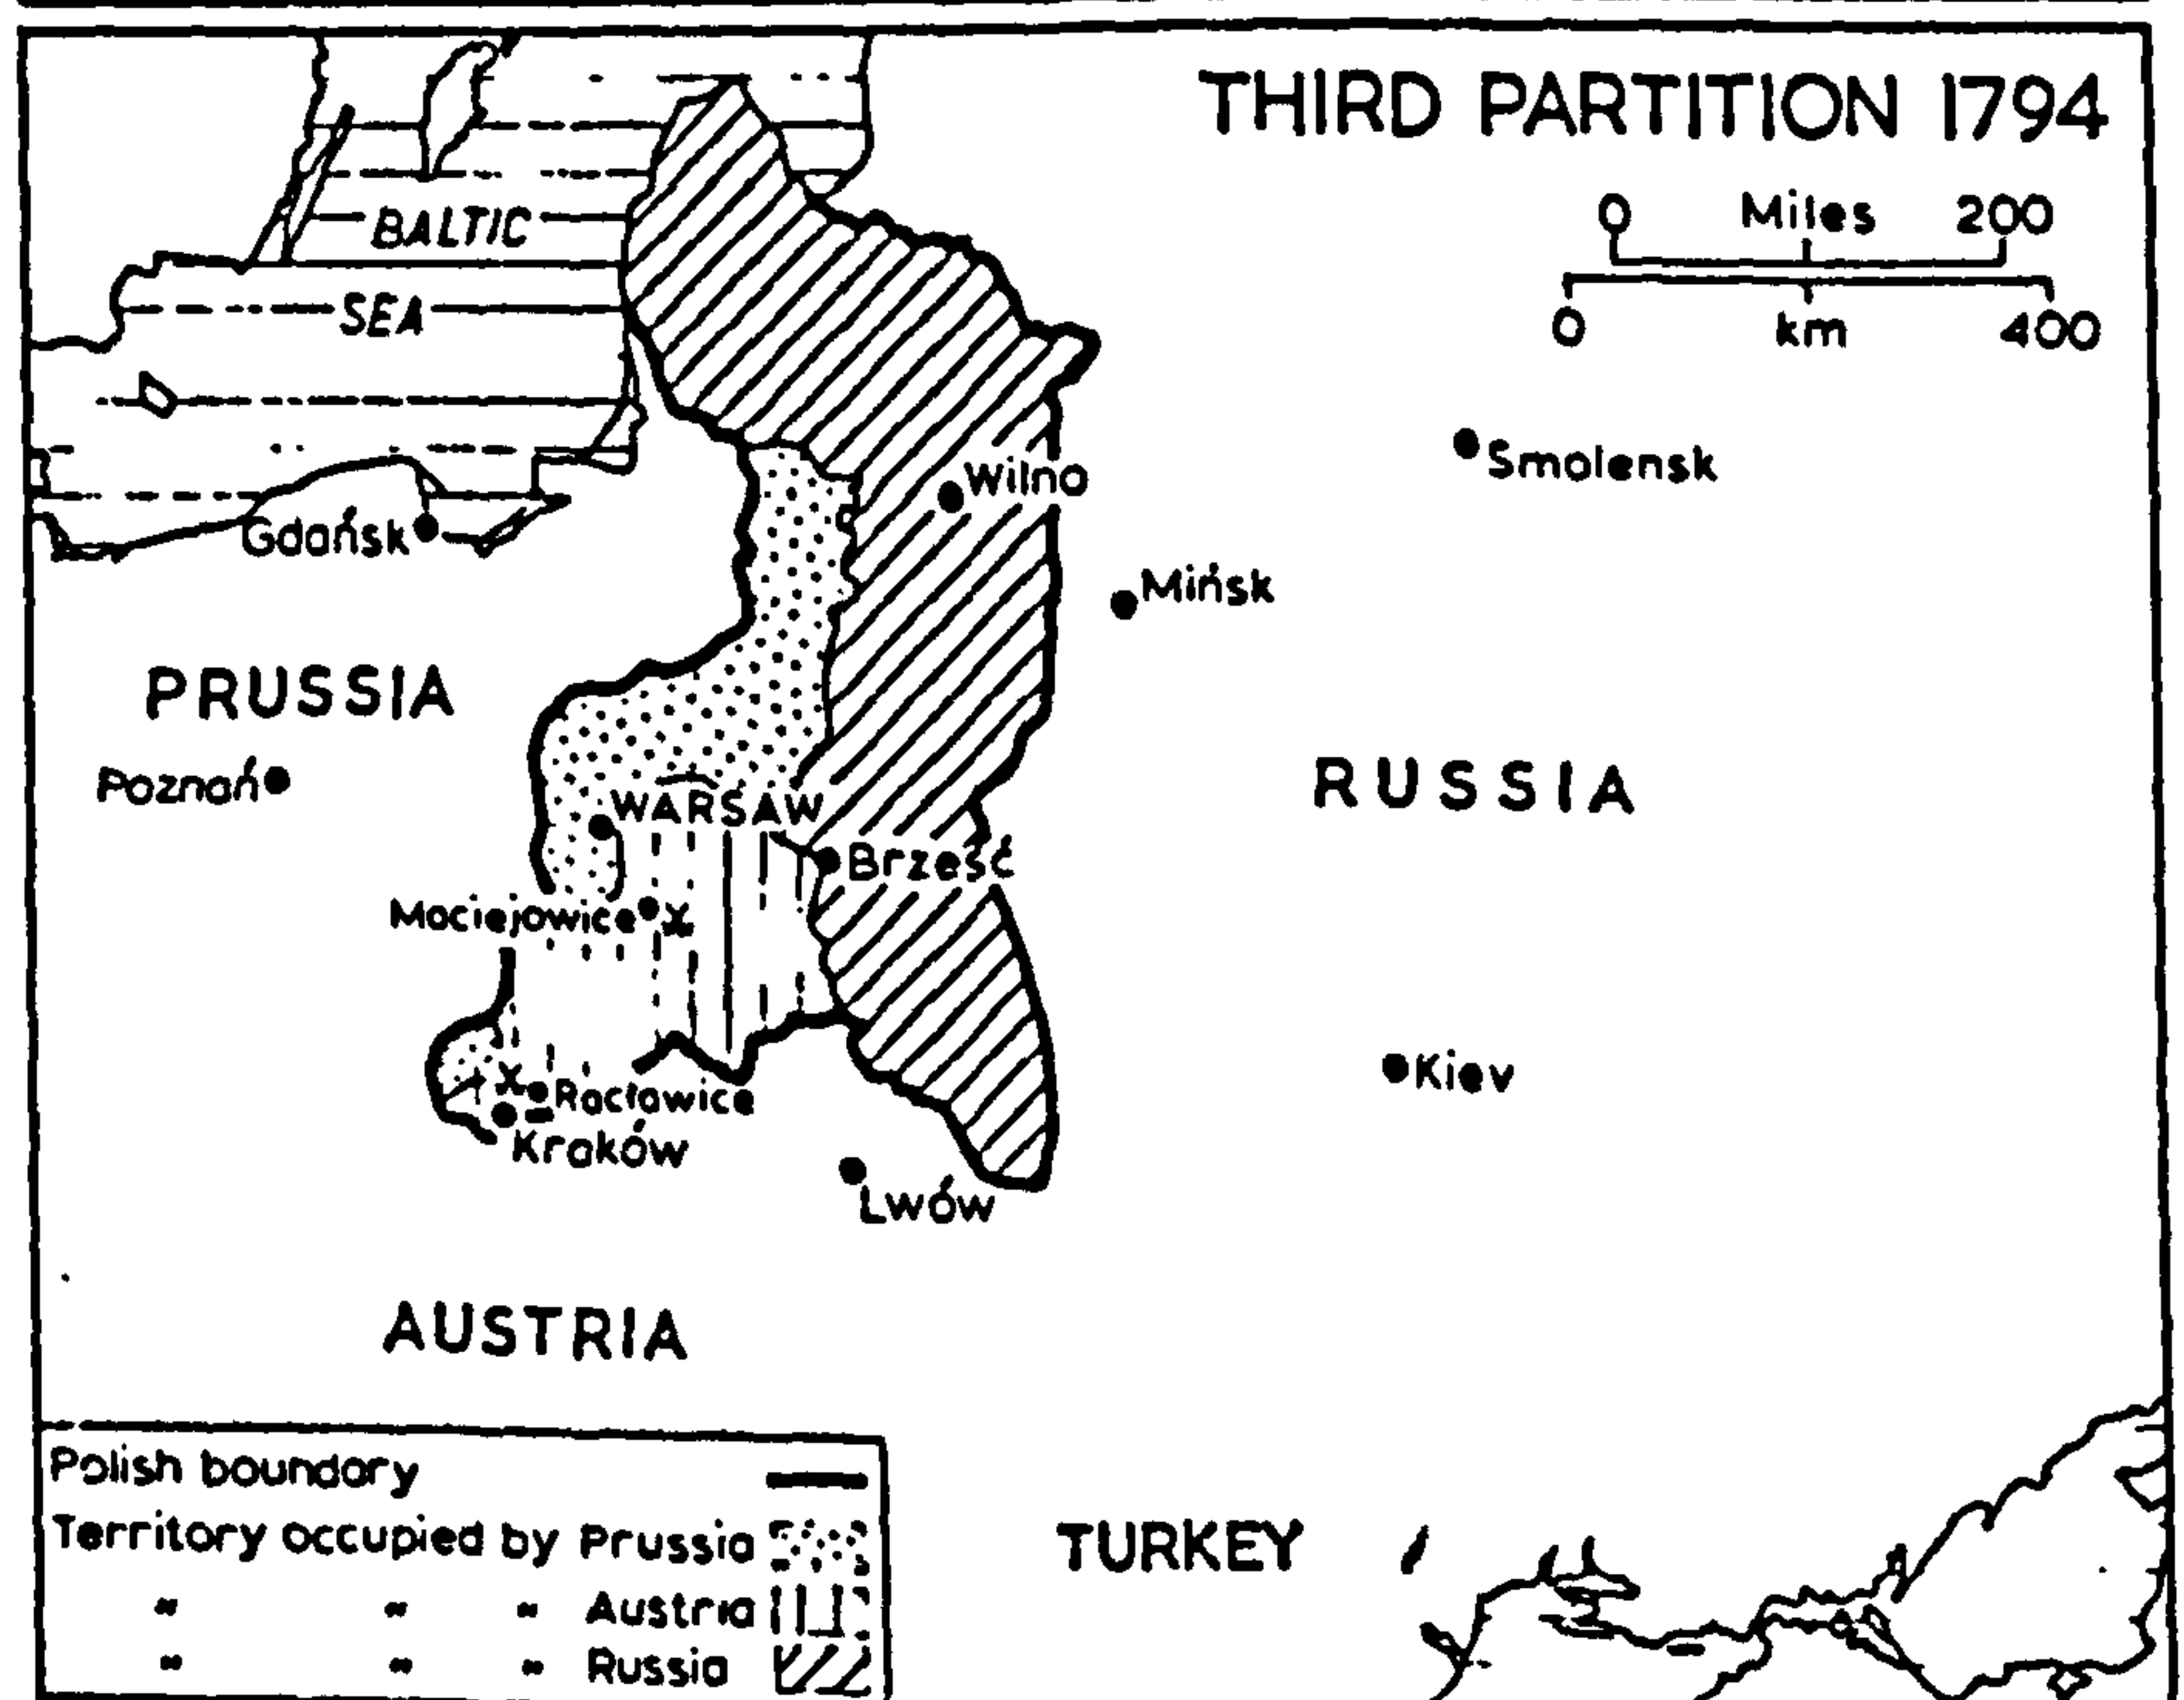 THIRD PARTITION 1794
0 Miles 200
0 km 400
BALTIC
SEA
Smolensk
Wilno
Gdańsk
Mińsk
PRUSSIA
Poznań
RUSSIA
WARSAW
Brześć
Maciejowice
Kiev
Racławice
Kraków
Lwów
AUSTRIA
Polish boundary
Territory occupied by Prussia
" " " Austria
" " " Russia
TURKEY